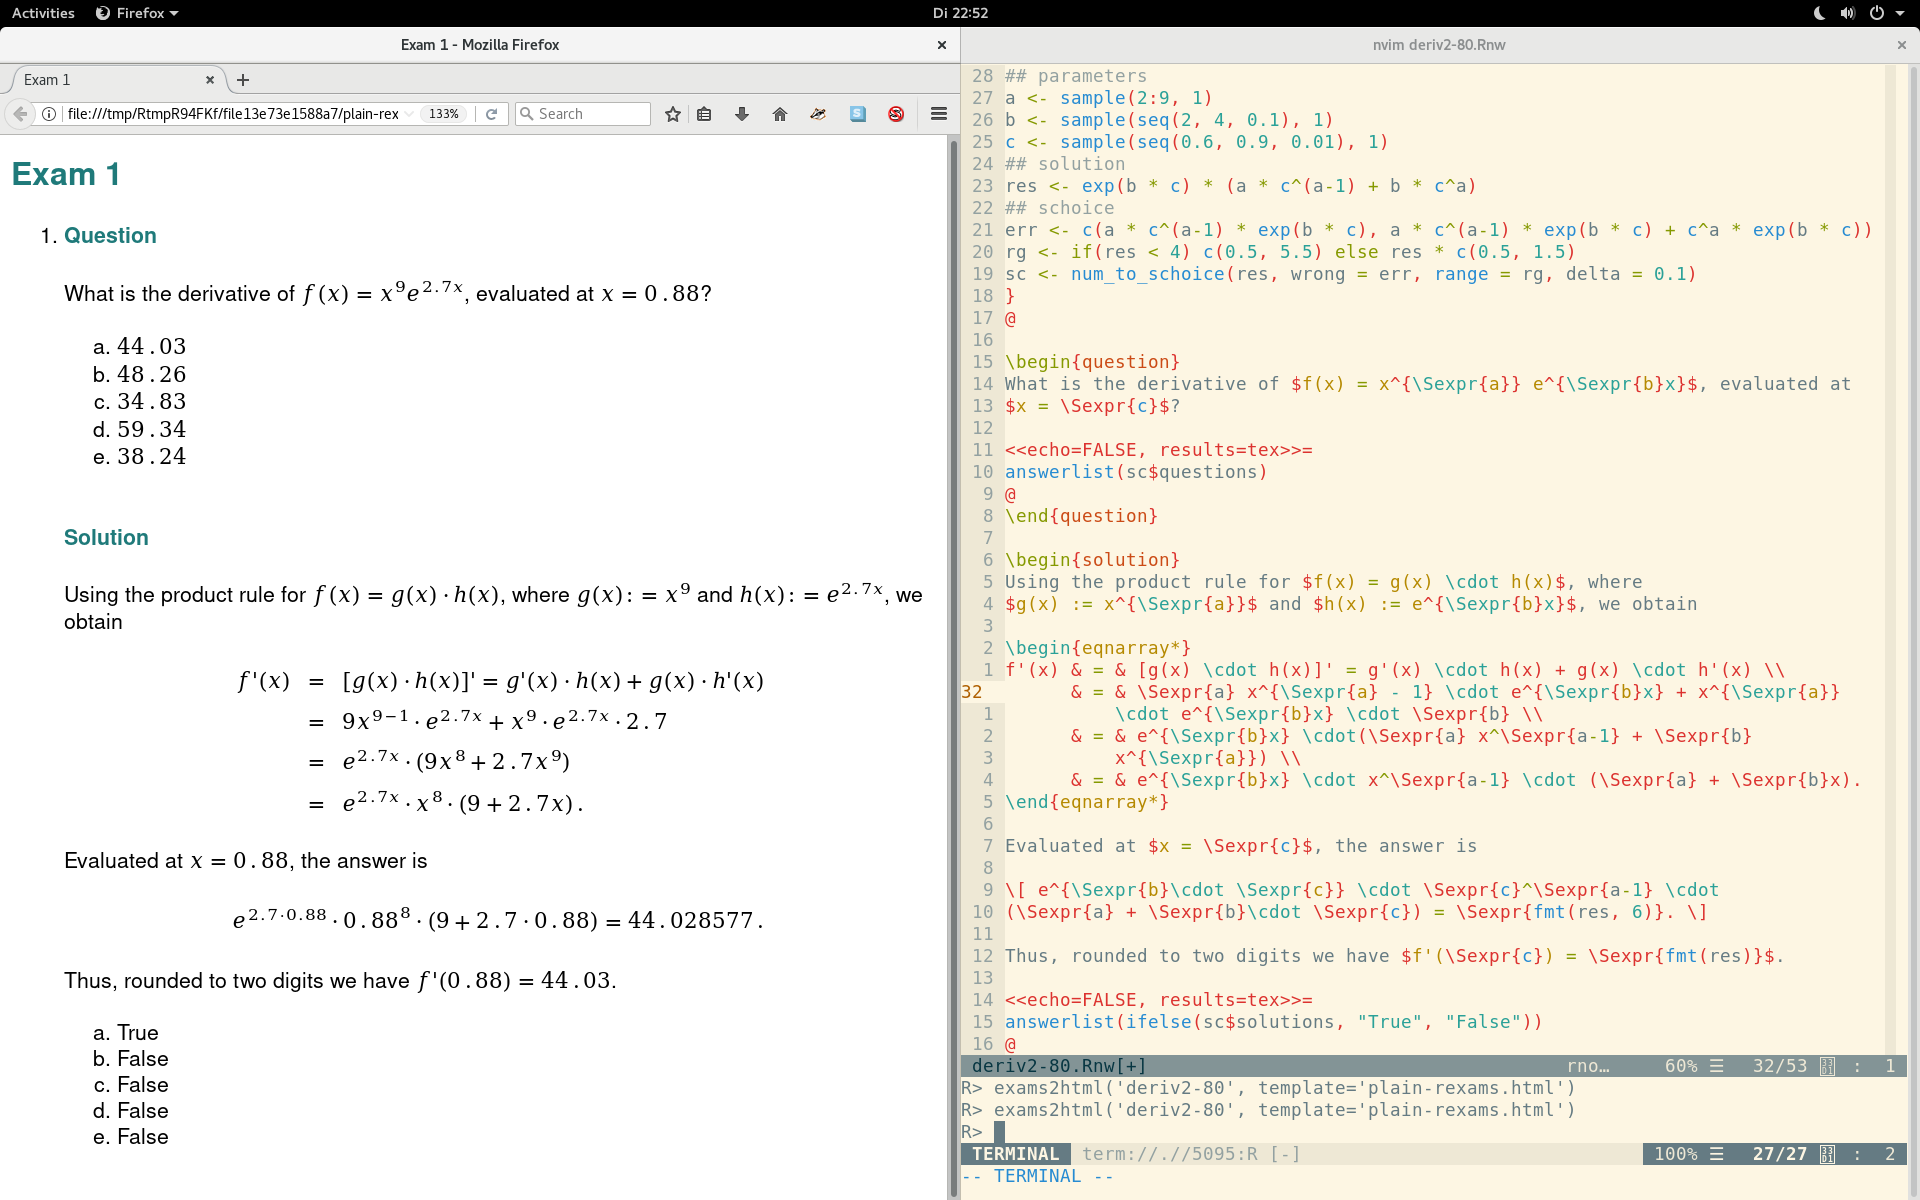 Activities Firefox Di 22:52
Exam 1 - Mozilla Firefox
Exam 1
file:///tmp/RtmpR94FKf/file13e73e1588a7/plain-rex 133% Search
Exam 1
1. Question
What is the derivative of f(x) = x^9 e^{2.7x}, evaluated at x = 0.88?
a. 44.03
b. 48.26
c. 34.83
d. 59.34
e. 38.24
Solution
Using the product rule for f(x) = g(x) · h(x), where g(x) := x^9 and h(x) := e^{2.7x}, we
obtain
f'(x) = [g(x) · h(x)]' = g'(x) · h(x) + g(x) · h'(x)
= 9x^{9−1} · e^{2.7x} + x^9 · e^{2.7x} · 2.7
= e^{2.7x} · (9x^8 + 2.7x^9)
= e^{2.7x} · x^8 · (9 + 2.7x).
Evaluated at x = 0.88, the answer is
e^{2.7·0.88} · 0.88^8 · (9 + 2.7 · 0.88) = 44.028577.
Thus, rounded to two digits we have f'(0.88) = 44.03.
a. True
b. False
c. False
d. False
e. False
nvim deriv2-80.Rnw
28 ## parameters
27 a <- sample(2:9, 1)
26 b <- sample(seq(2, 4, 0.1), 1)
25 c <- sample(seq(0.6, 0.9, 0.01), 1)
24 ## solution
23 res <- exp(b * c) * (a * c^(a-1) + b * c^a)
22 ## schoice
21 err <- c(a * c^(a-1) * exp(b * c), a * c^(a-1) * exp(b * c) + c^a * exp(b * c))
20 rg <- if(res < 4) c(0.5, 5.5) else res * c(0.5, 1.5)
19 sc <- num_to_schoice(res, wrong = err, range = rg, delta = 0.1)
18 }
17 @
16
15 \begin{question}
14 What is the derivative of $f(x) = x^{\Sexpr{a}} e^{\Sexpr{b}x}$, evaluated at
13 $x = \Sexpr{c}$?
12
11 <<echo=FALSE, results=tex>>=
10 answerlist(sc$questions)
9 @
8 \end{question}
7
6 \begin{solution}
5 Using the product rule for $f(x) = g(x) \cdot h(x)$, where
4 $g(x) := x^{\Sexpr{a}}$ and $h(x) := e^{\Sexpr{b}x}$, we obtain
3
2 \begin{eqnarray*}
1 f'(x) & = & [g(x) \cdot h(x)]' = g'(x) \cdot h(x) + g(x) \cdot h'(x) \\
32 & = & \Sexpr{a} x^{\Sexpr{a} - 1} \cdot e^{\Sexpr{b}x} + x^{\Sexpr{a}}
1 \cdot e^{\Sexpr{b}x} \cdot \Sexpr{b} \\
2 & = & e^{\Sexpr{b}x} \cdot(\Sexpr{a} x^\Sexpr{a-1} + \Sexpr{b}
3 x^{\Sexpr{a}}) \\
4 & = & e^{\Sexpr{b}x} \cdot x^\Sexpr{a-1} \cdot (\Sexpr{a} + \Sexpr{b}x).
5 \end{eqnarray*}
6
7 Evaluated at $x = \Sexpr{c}$, the answer is
8
9 \[ e^{\Sexpr{b}\cdot \Sexpr{c}} \cdot \Sexpr{c}^\Sexpr{a-1} \cdot
10 (\Sexpr{a} + \Sexpr{b}\cdot \Sexpr{c}) = \Sexpr{fmt(res, 6)}. \]
11
12 Thus, rounded to two digits we have $f'(\Sexpr{c}) = \Sexpr{fmt(res)}$.
13
14 <<echo=FALSE, results=tex>>=
15 answerlist(ifelse(sc$solutions, "True", "False"))
16 @
deriv2-80.Rnw[+] rno… 60% ☰ 32/53 : 1
R> exams2html('deriv2-80', template='plain-rexams.html')
R> exams2html('deriv2-80', template='plain-rexams.html')
R>
TERMINAL term://.//5095:R [-] 100% ☰ 27/27 : 2
-- TERMINAL --